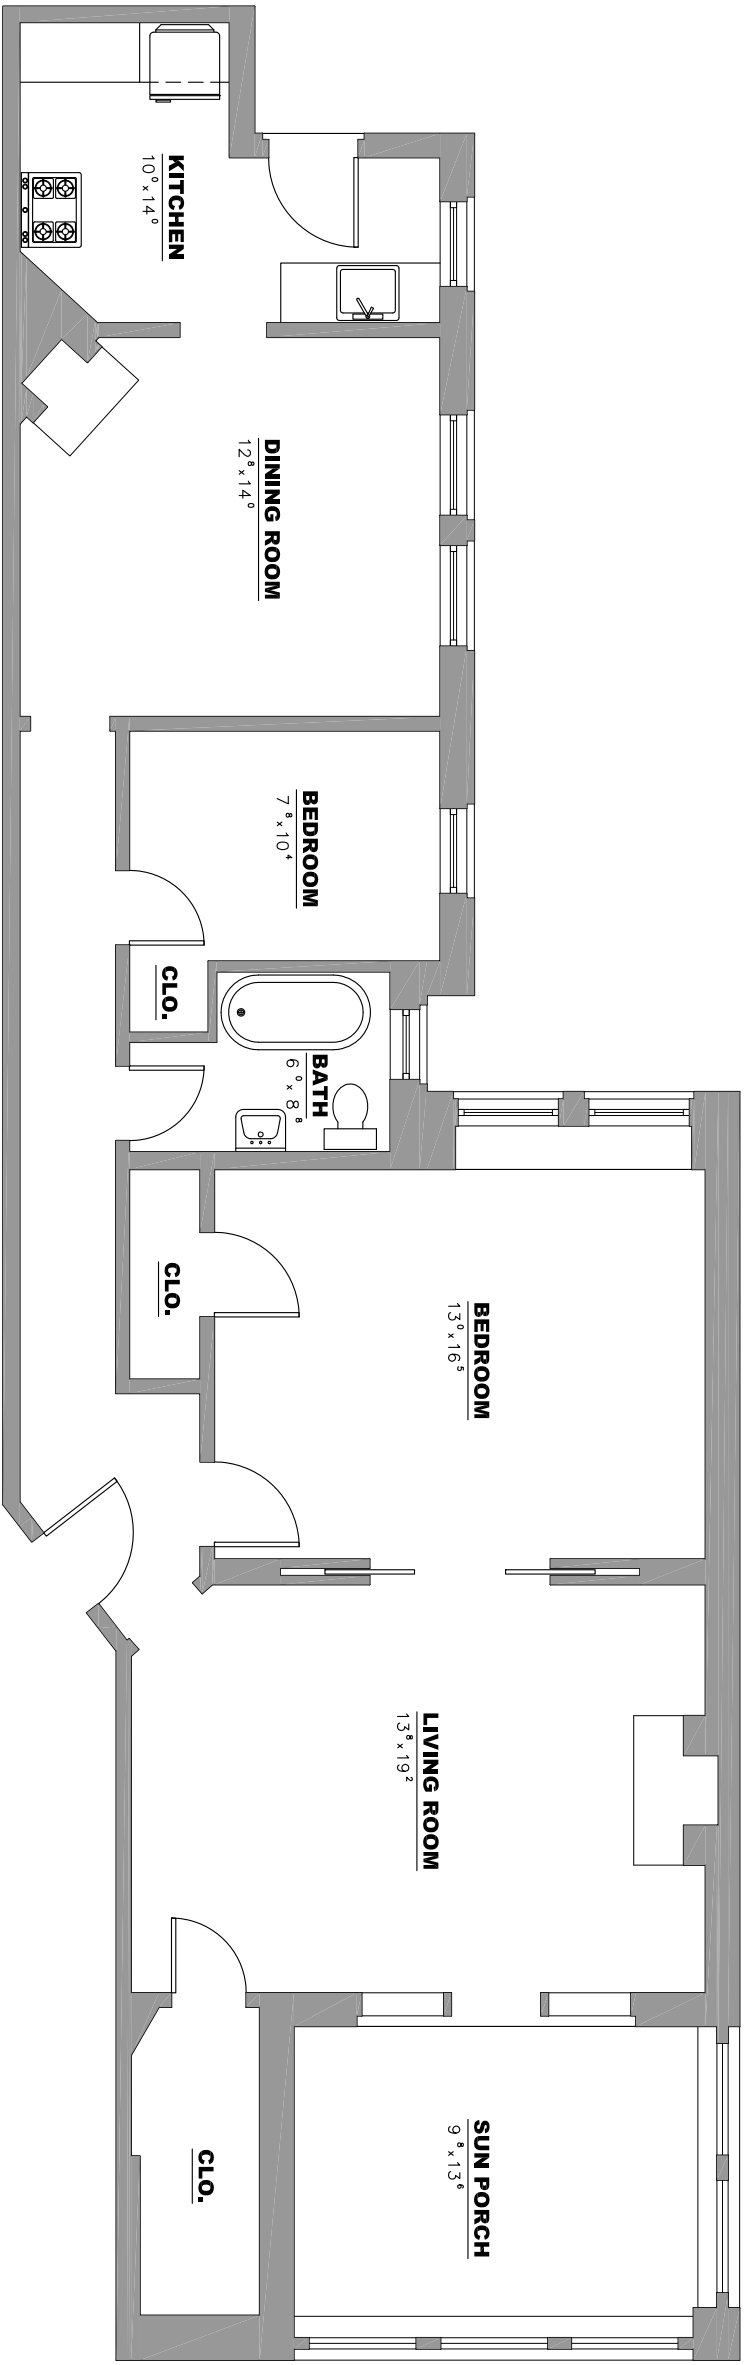 KITCHEN
10⁰ x 14⁰
DINING ROOM
12⁸ x 14⁰
BEDROOM
7⁸ x 10⁴
CLO.
BATH
6⁰ x 8⁸
CLO.
BEDROOM
13⁰ x 16⁵
LIVING ROOM
13⁸ x 19²
SUN PORCH
9⁸ x 13⁶
CLO.